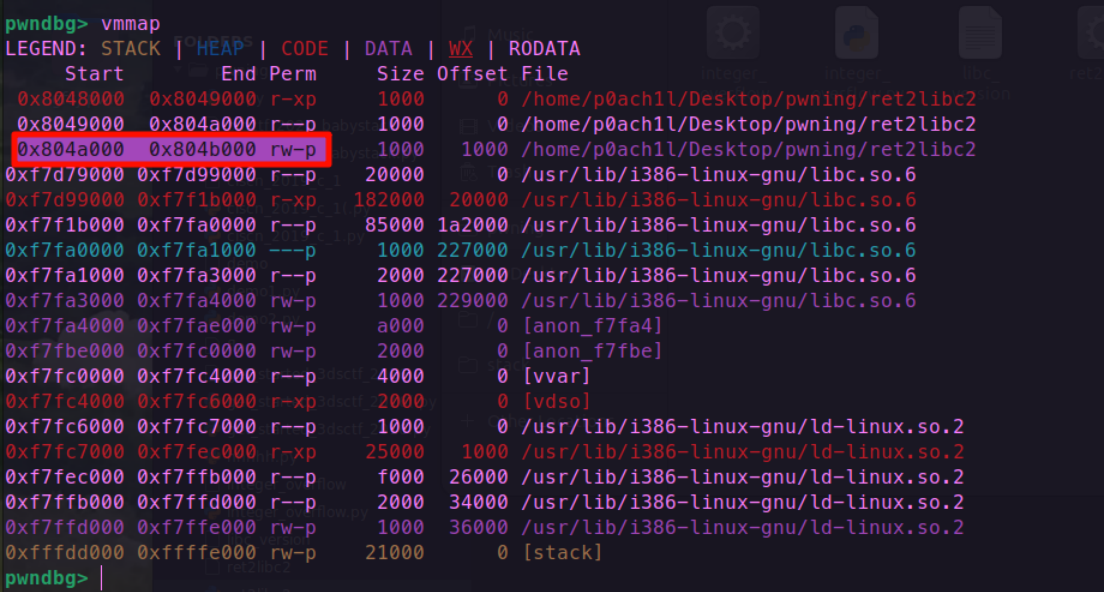 pwndbg> vmmap
LEGEND: STACK | HEAP | CODE | DATA | WX | RODATA
Start End Perm Size Offset File
0x8048000 0x8049000 r-xp 1000 0 /home/p0ach1l/Desktop/pwning/ret2libc2
0x8049000 0x804a000 r--p 1000 0 /home/p0ach1l/Desktop/pwning/ret2libc2
0x804a000 0x804b000 rw-p 1000 1000 /home/p0ach1l/Desktop/pwning/ret2libc2
0xf7d79000 0xf7d99000 r--p 20000 0 /usr/lib/i386-linux-gnu/libc.so.6
0xf7d99000 0xf7f1b000 r-xp 182000 20000 /usr/lib/i386-linux-gnu/libc.so.6
0xf7f1b000 0xf7fa0000 r--p 85000 1a2000 /usr/lib/i386-linux-gnu/libc.so.6
0xf7fa0000 0xf7fa1000 ---p 1000 227000 /usr/lib/i386-linux-gnu/libc.so.6
0xf7fa1000 0xf7fa3000 r--p 2000 227000 /usr/lib/i386-linux-gnu/libc.so.6
0xf7fa3000 0xf7fa4000 rw-p 1000 229000 /usr/lib/i386-linux-gnu/libc.so.6
0xf7fa4000 0xf7fae000 rw-p a000 0 [anon_f7fa4]
0xf7fbe000 0xf7fc0000 rw-p 2000 0 [anon_f7fbe]
0xf7fc0000 0xf7fc4000 r--p 4000 0 [vvar]
0xf7fc4000 0xf7fc6000 r-xp 2000 0 [vdso]
0xf7fc6000 0xf7fc7000 r--p 1000 0 /usr/lib/i386-linux-gnu/ld-linux.so.2
0xf7fc7000 0xf7fec000 r-xp 25000 1000 /usr/lib/i386-linux-gnu/ld-linux.so.2
0xf7fec000 0xf7ffb000 r--p f000 26000 /usr/lib/i386-linux-gnu/ld-linux.so.2
0xf7ffb000 0xf7ffd000 r--p 2000 34000 /usr/lib/i386-linux-gnu/ld-linux.so.2
0xf7ffd000 0xf7ffe000 rw-p 1000 36000 /usr/lib/i386-linux-gnu/ld-linux.so.2
0xfffdd000 0xffffe000 rw-p 21000 0 [stack]
pwndbg>